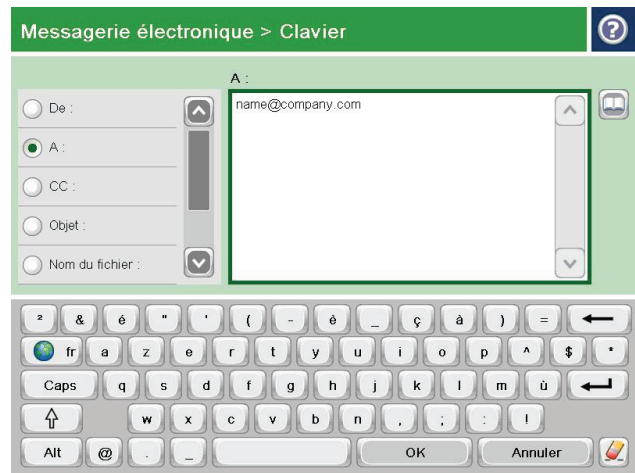 Messagerie électronique > Clavier
?
A :
De :
name@company.com
A :
CC :
Objet :
Nom du fichier :
² & é " ' ( - è _ ç à ) =
fr a z e r t y u i o p ^ $ *
Caps q s d f g h j k l m ù
w x c v b n , ; : !
Alt @ . _ OK Annuler